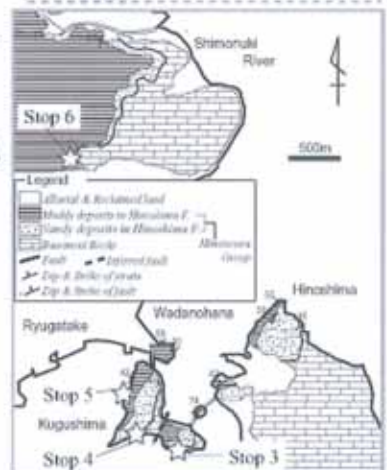 Shimonuki
River
Stop 6
500m
Legend
Alluvial & Reclaimed land
Muddy deposits in Himenoura F.
Sandy deposits in Hinoshima F.
Basement Rocks
Group
Fault
Inferred fault
Dip & Strike of strata
Dip & Strike of fault
Hinoshima
Wadanohana
Ryugatake
Stop 5
Kugushima
Stop 4
Stop 3